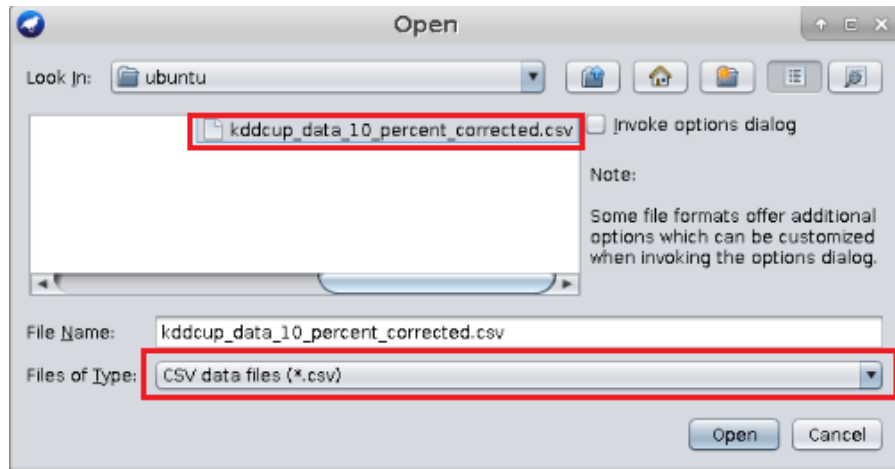 Open
Look In: ubuntu
kddcup_data_10_percent_corrected.csv
Invoke options dialog
Note:
Some file formats offer additional
options which can be customized
when invoking the options dialog.
File Name: kddcup_data_10_percent_corrected.csv
Files of Type: CSV data files (*.csv)
Open Cancel